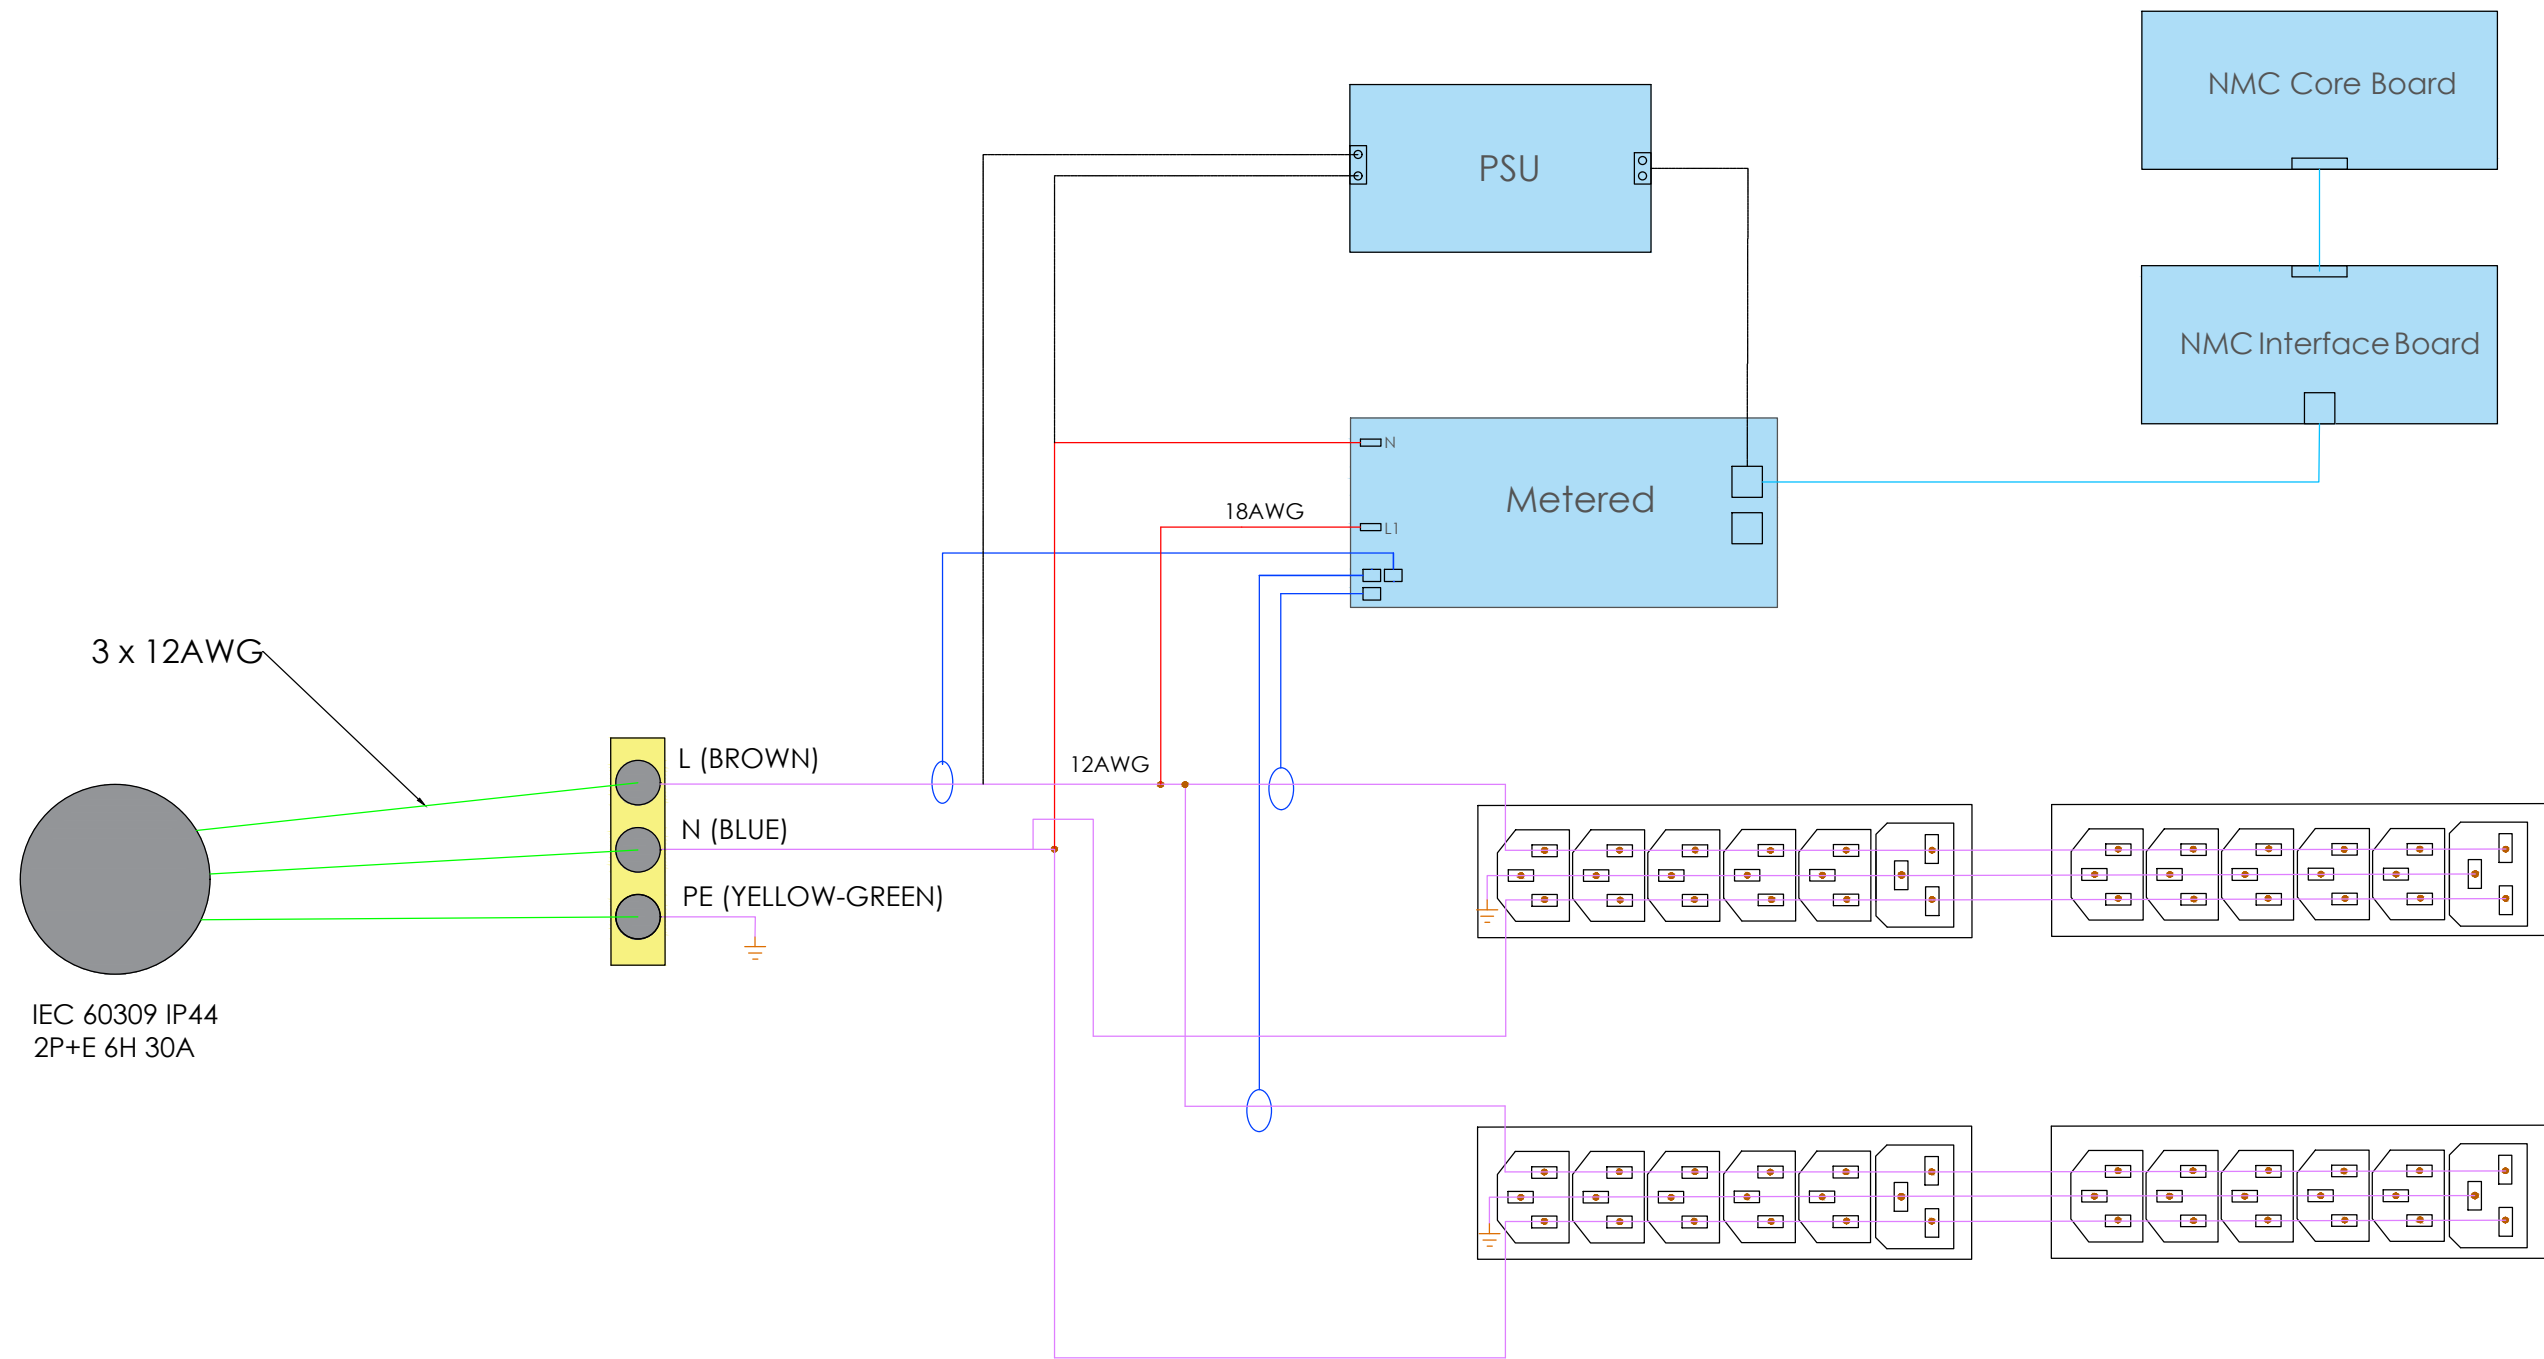 NMC Core Board
PSU
NMC Interface Board
N
Metered
18AWG
L1
3 x 12AWG
L (BROWN)
12AWG
N (BLUE)
PE (YELLOW-GREEN)
IEC 60309 IP44
2P+E 6H 30A